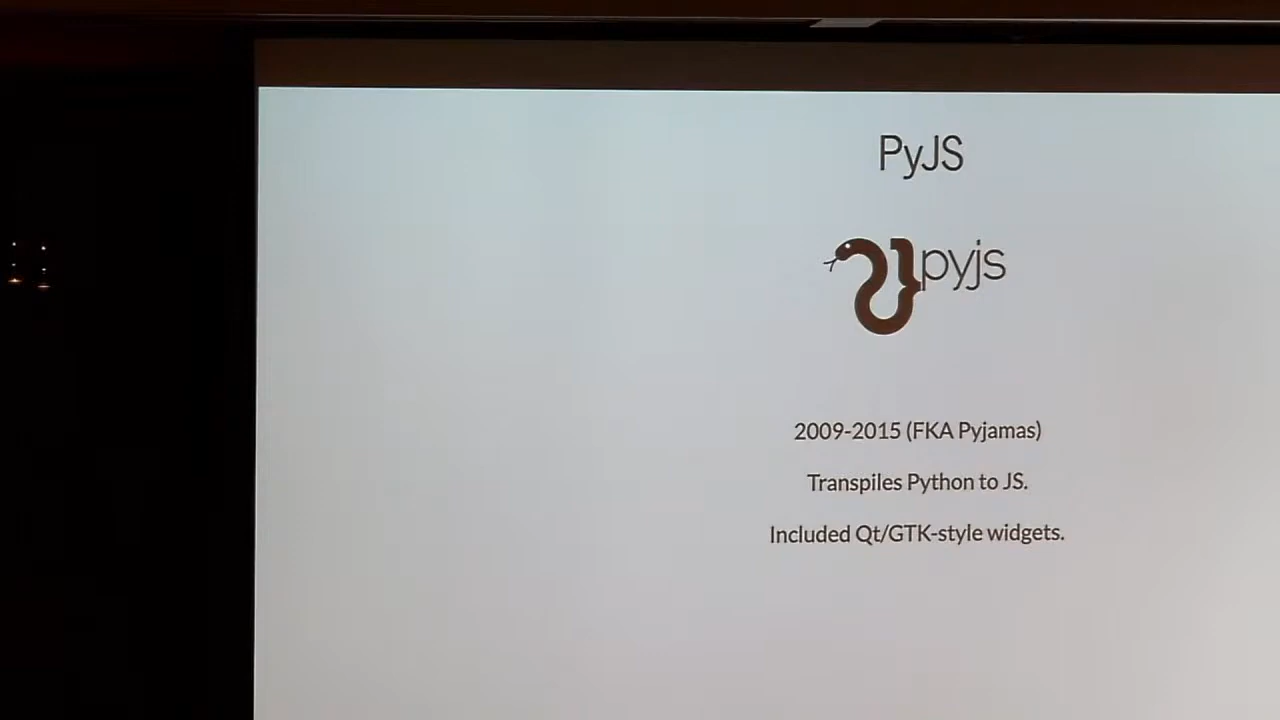 PyJS
pyjs
2009-2015 (FKA Pyjamas)
Transpiles Python to JS.
Included Qt/GTK-style widgets.